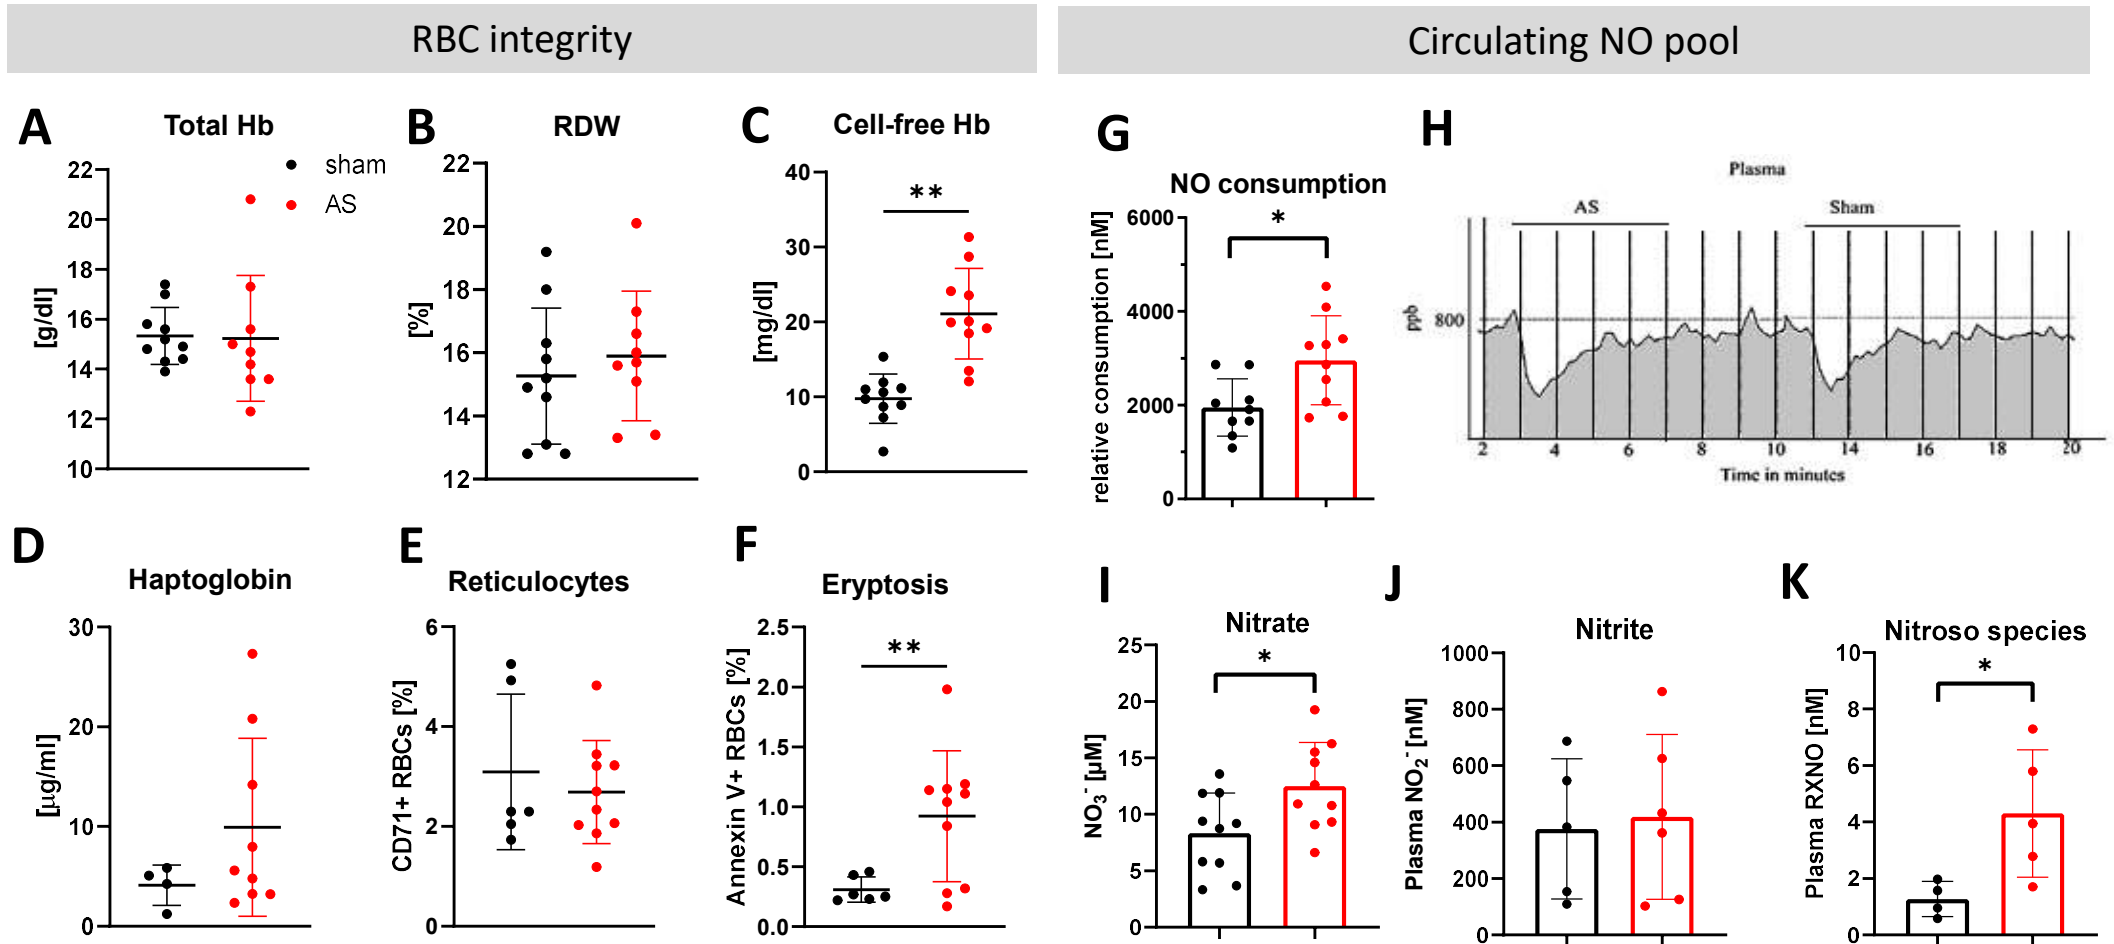 RBC integrity
Circulating NO pool
A
Total Hb
sham
AS
[g/dl]
22
20
18
16
14
12
10
B
RDW
[%]
22
20
18
16
14
12
C
Cell-free Hb
[mg/dl]
40
30
20
10
0
**
G
NO consumption
relative consumption [nM]
6000
4000
2000
0
*
H
Plasma
AS
Sham
ppb
800
2 4 6 8 10 14 16 18 20
Time in minutes
D
Haptoglobin
[µg/ml]
30
20
10
0
E
Reticulocytes
CD71+ RBCs [%]
6
4
2
0
F
Eryptosis
Annexin V+ RBCs [%]
2.5
2.0
1.5
1.0
0.5
0.0
**
I
Nitrate
NO₃⁻ [µM]
25
20
15
10
5
0
*
J
Nitrite
Plasma NO₂⁻ [nM]
1000
800
600
400
200
0
K
Nitroso species
Plasma RXNO [nM]
10
8
6
4
2
0
*